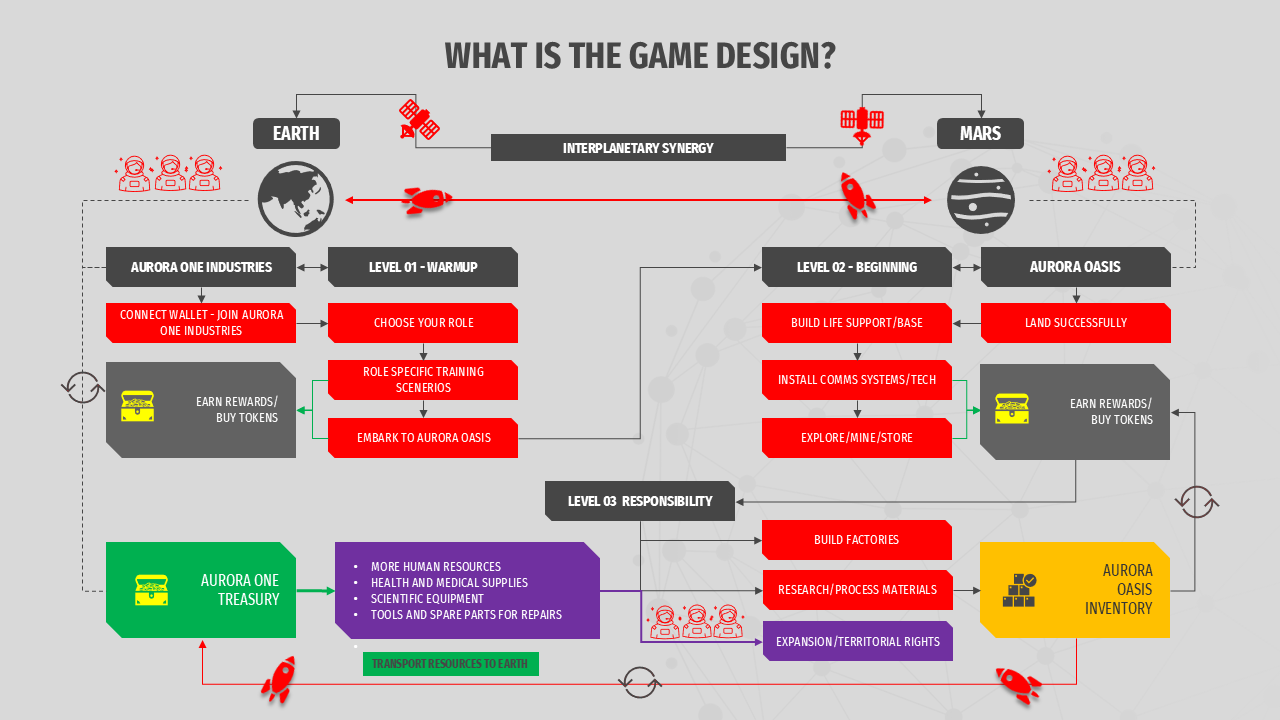 WHAT IS THE GAME DESIGN?
EARTH
MARS
INTERPLANETARY SYNERGY
AURORA ONE INDUSTRIES
LEVEL 01 - WARMUP
LEVEL 02 - BEGINNING
AURORA OASIS
CONNECT WALLET - JOIN AURORA
ONE INDUSTRIES
CHOOSE YOUR ROLE
BUILD LIFE SUPPORT/BASE
LAND SUCCESSFULLY
ROLE SPECIFIC TRAINING
SCENERIOS
INSTALL COMMS SYSTEMS/TECH
EARN REWARDS/
BUY TOKENS
EARN REWARDS/
BUY TOKENS
EMBARK TO AURORA OASIS
EXPLORE/MINE/STORE
LEVEL 03 RESPONSIBILITY
BUILD FACTORIES
AURORA ONE
TREASURY
• MORE HUMAN RESOURCES
• HEALTH AND MEDICAL SUPPLIES
• SCIENTIFIC EQUIPMENT
• TOOLS AND SPARE PARTS FOR REPAIRS
•
RESEARCH/PROCESS MATERIALS
AURORA
OASIS
INVENTORY
EXPANSION/TERRITORIAL RIGHTS
TRANSPORT RESOURCES TO EARTH